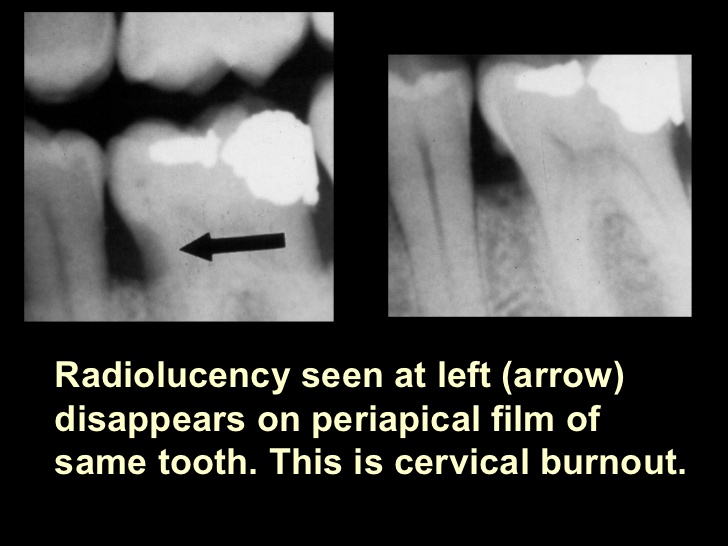 Radiolucency seen at left (arrow)
disappears on periapical film of
same tooth. This is cervical burnout.